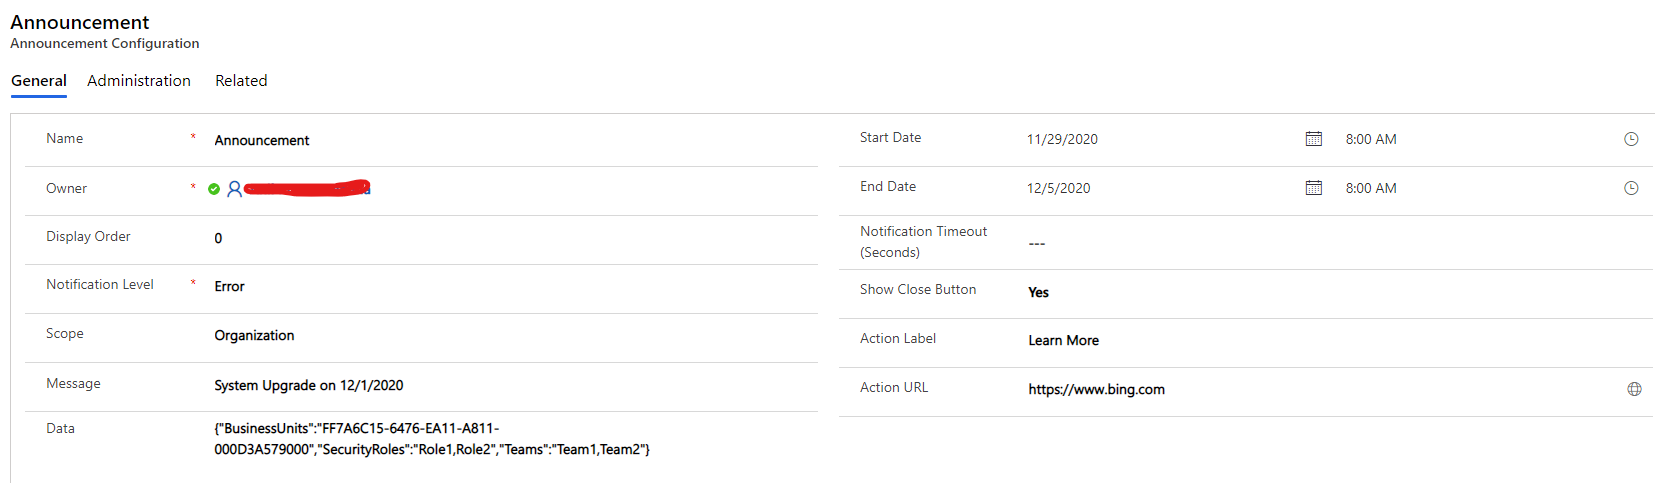 Announcement
Announcement Configuration
General Administration Related
Name * Announcement
Owner *
Display Order 0
Notification Level * Error
Scope Organization
Message System Upgrade on 12/1/2020
Data {"BusinessUnits":"FF7A6C15-6476-EA11-A811-
000D3A579000","SecurityRoles":"Role1,Role2","Teams":"Team1,Team2"}
Start Date 11/29/2020 8:00 AM
End Date 12/5/2020 8:00 AM
Notification Timeout
(Seconds) ---
Show Close Button Yes
Action Label Learn More
Action URL https://www.bing.com